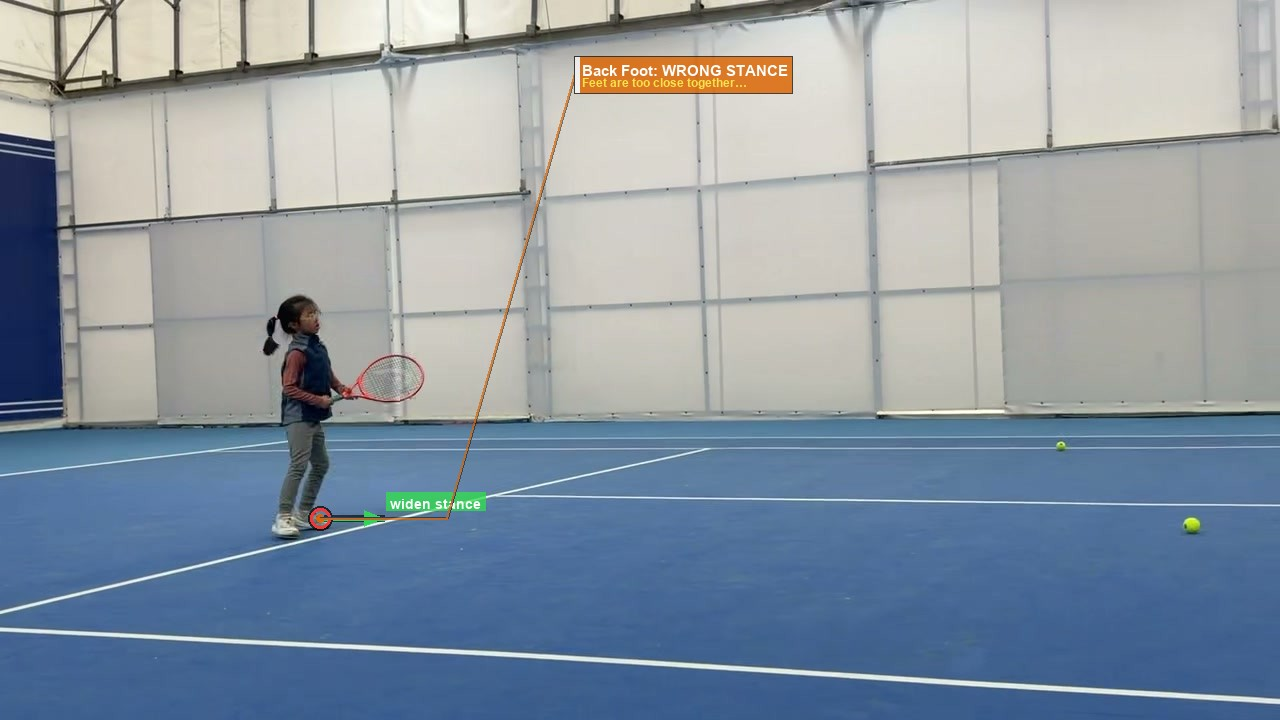 Back Foot: WRONG STANCE
Feet are too close together...
widen stance